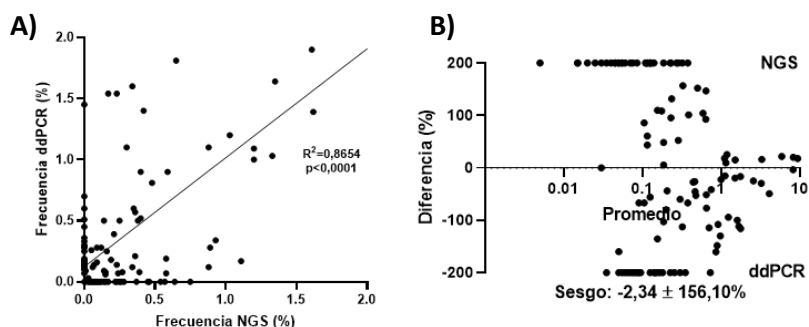 A)
Frecuencia ddPCR (%)
2.0
1.5
1.0
0.5
0.0
0.0
0.5
1.0
1.5
2.0
Frecuencia NGS (%)
R²=0,8654
p<0,0001
B)
Diferencia (%)
200
100
0
-100
-200
NGS
0.01
0.1
1
10
Promedio
ddPCR
Sesgo: -2,34 ± 156,10%